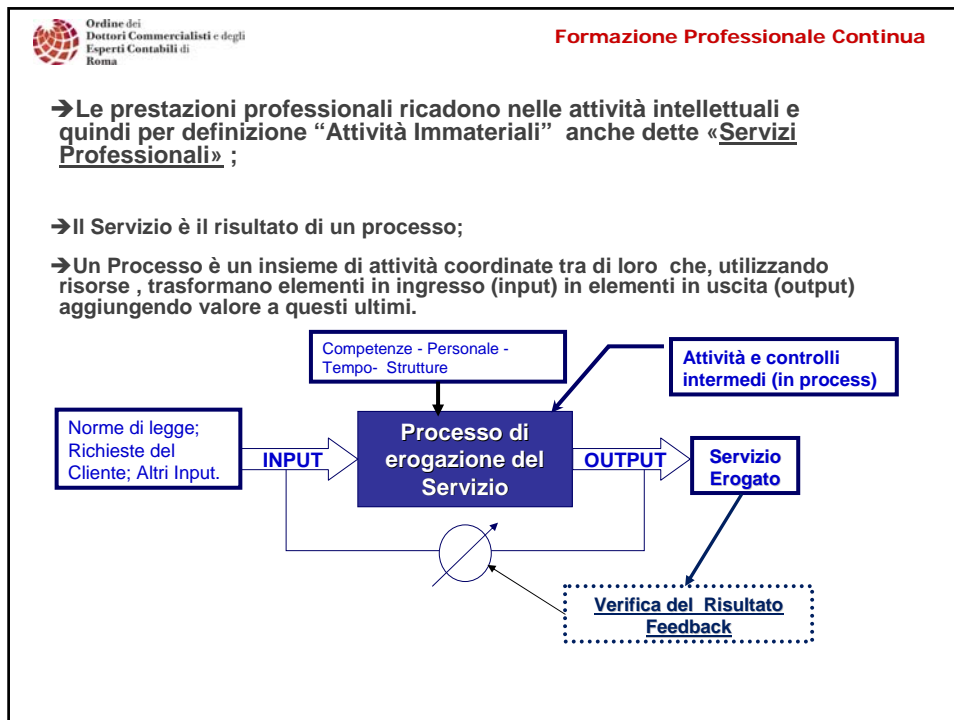 Ordine dei
Dottori Commercialisti e degli
Esperti Contabili di
Roma
Formazione Professionale Continua
➔Le prestazioni professionali ricadono nelle attività intellettuali e
quindi per definizione “Attività Immateriali” anche dette «Servizi
Professionali» ;
➔Il Servizio è il risultato di un processo;
➔Un Processo è un insieme di attività coordinate tra di loro che, utilizzando
risorse , trasformano elementi in ingresso (input) in elementi in uscita (output)
aggiungendo valore a questi ultimi.
Competenze - Personale -
Tempo- Strutture
Attività e controlli
intermedi (in process)
Norme di legge;
Richieste del
Cliente; Altri Input.
INPUT
Processo di
erogazione del
Servizio
OUTPUT
Servizio
Erogato
Verifica del Risultato
Feedback